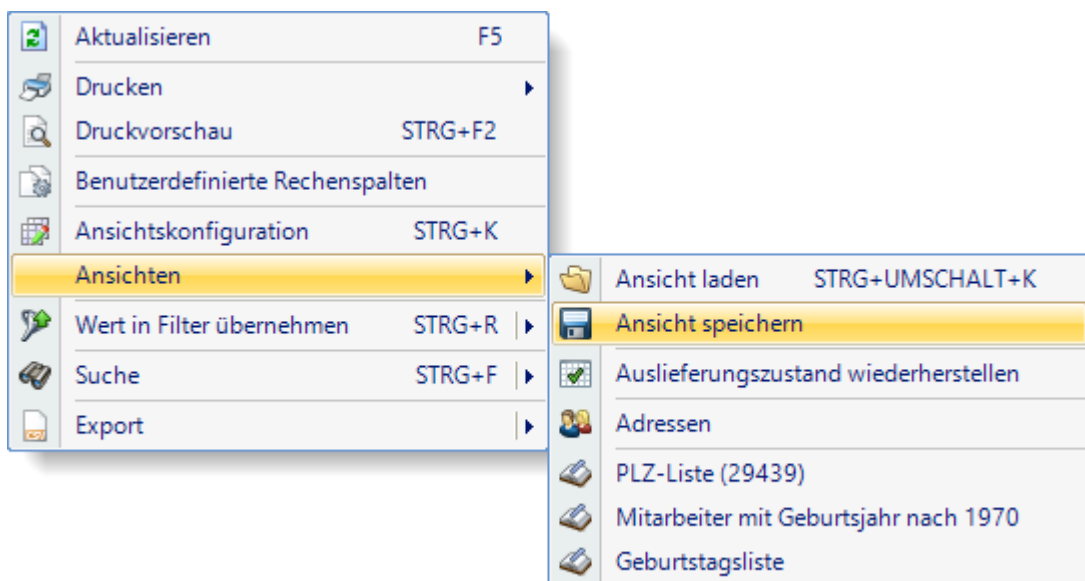 Aktualisieren F5
Drucken
Druckvorschau STRG+F2
Benutzerdefinierte Rechenspalten
Ansichtskonfiguration STRG+K
Ansichten
Wert in Filter übernehmen STRG+R
Suche STRG+F
Export
Ansicht laden STRG+UMSCHALT+K
Ansicht speichern
Auslieferungszustand wiederherstellen
Adressen
PLZ-Liste (29439)
Mitarbeiter mit Geburtsjahr nach 1970
Geburtstagsliste